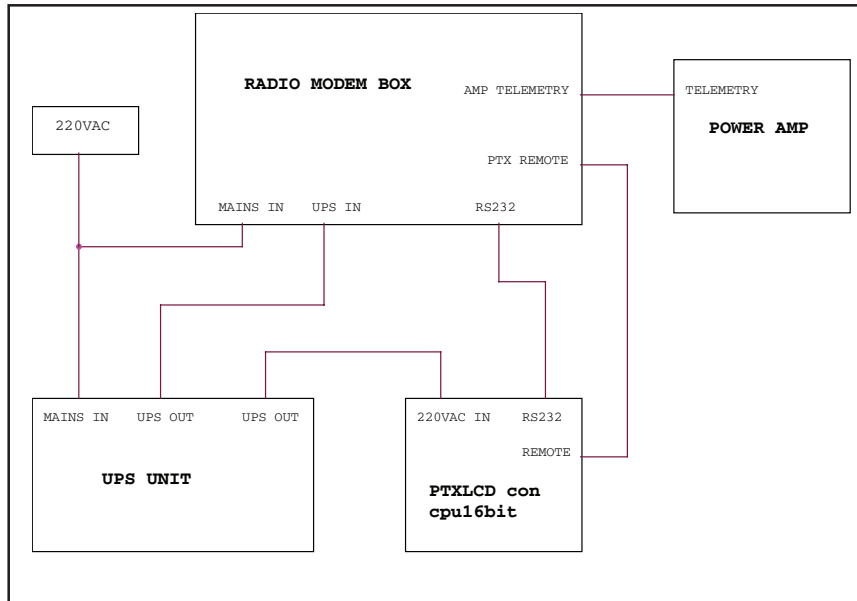 RADIO MODEM BOX
AMP TELEMETRY
TELEMETRY
POWER AMP
220VAC
PTX REMOTE
MAINS IN
UPS IN
RS232
MAINS IN
UPS OUT
UPS OUT
220VAC IN
RS232
REMOTE
UPS UNIT
PTXLCD con
cpu16bit